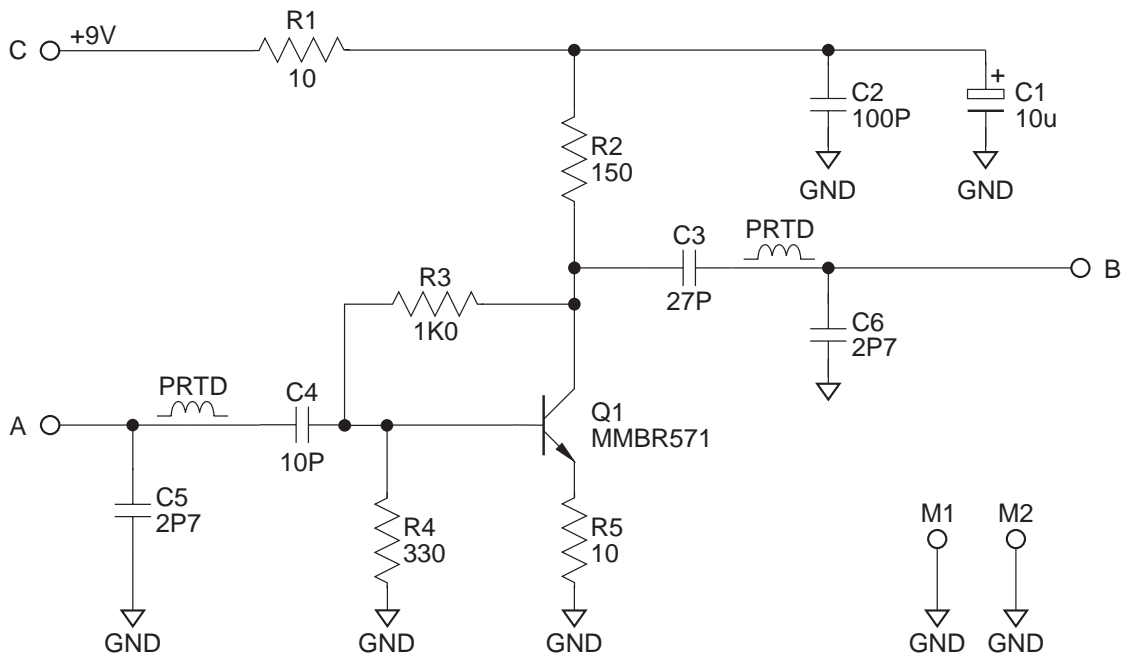 C
+9V
R1
10
C2
100P
GND
+
C1
10u
GND
R2
150
C3
27P
PRTD
B
R3
1K0
C6
2P7
PRTD
C4
10P
A
Q1
MMBR571
C5
2P7
GND
R4
330
GND
R5
10
GND
M1
GND
M2
GND